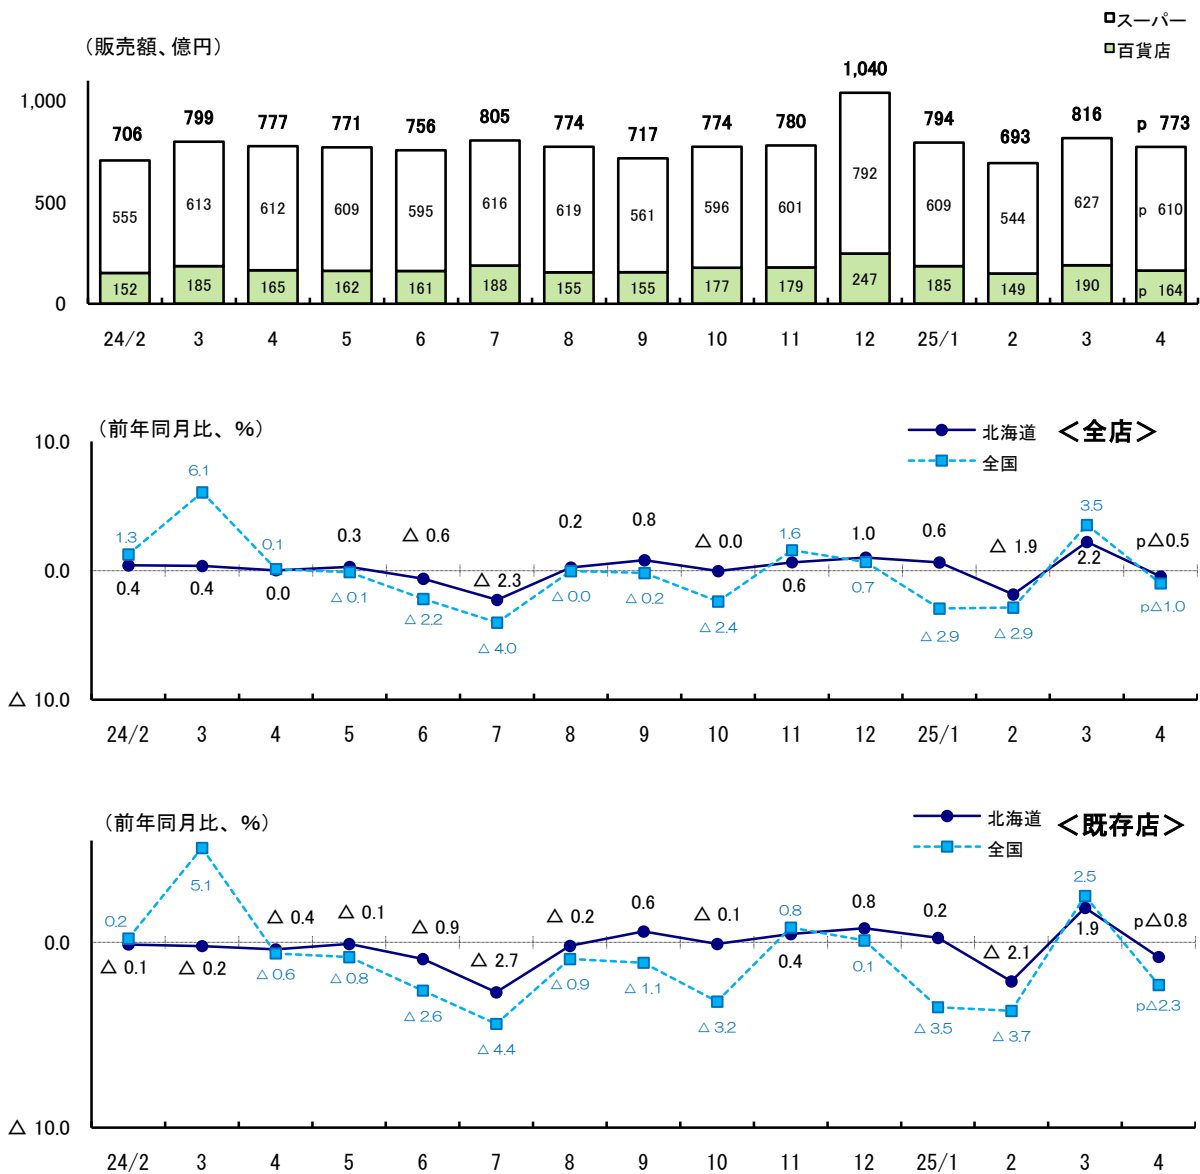 □スーパー
□百貨店
（販売額、億円）
1,000
500
0
706 799 777 771 756 805 774 717 774 780 1,040 794 693 816 p 773
555 613 612 609 595 616 619 561 596 601 792 609 544 627 p 610
152 185 165 162 161 188 155 155 177 179 247 185 149 190 p 164
24/2 3 4 5 6 7 8 9 10 11 12 25/1 2 3 4
（前年同月比、％）
北海道 ＜全店＞
全国
10.0
0.0
△ 10.0
1.3 6.1 0.1 △ 0.1 △ 2.2 △ 4.0 △ 0.0 △ 0.2 △ 2.4 1.6 0.7 △ 2.9 △ 2.9 3.5 p△1.0
0.4 0.4 0.0 0.3 △ 0.6 △ 2.3 0.2 0.8 △ 0.0 0.6 1.0 0.6 △ 1.9 2.2 p△0.5
24/2 3 4 5 6 7 8 9 10 11 12 25/1 2 3 4
（前年同月比、％）
北海道 ＜既存店＞
全国
0.0
△ 10.0
0.2 5.1 △ 0.6 △ 0.8 △ 2.6 △ 4.4 △ 0.9 △ 1.1 △ 3.2 0.8 0.1 △ 3.5 △ 3.7 2.5 p△2.3
△ 0.1 △ 0.2 △ 0.4 △ 0.1 △ 0.9 △ 2.7 △ 0.2 0.6 △ 0.1 0.4 0.8 0.2 △ 2.1 1.9 p△0.8
24/2 3 4 5 6 7 8 9 10 11 12 25/1 2 3 4